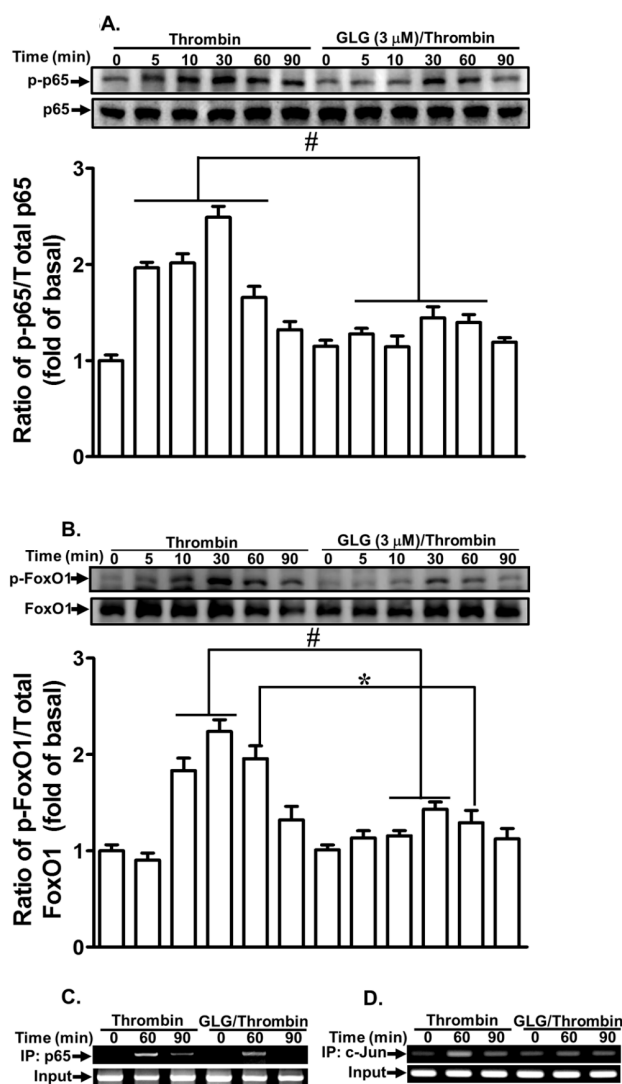 A.
Thrombin GLG (3 μM)/Thrombin
Time (min) 0 5 10 30 60 90 0 5 10 30 60 90
p-p65
p65
#
Ratio of p-p65/Total p65
(fold of basal)
3
2
1
0
B.
Thrombin GLG (3 μM)/Thrombin
Time (min) 0 5 10 30 60 90 0 5 10 30 60 90
p-FoxO1
FoxO1
#
*
Ratio of p-FoxO1/Total
FoxO1 (fold of basal)
3
2
1
0
C.
Thrombin GLG/Thrombin
Time (min) 0 60 90 0 60 90
IP: p65
Input
D.
Thrombin GLG/Thrombin
Time (min) 0 60 90 0 60 90
IP: c-Jun
Input